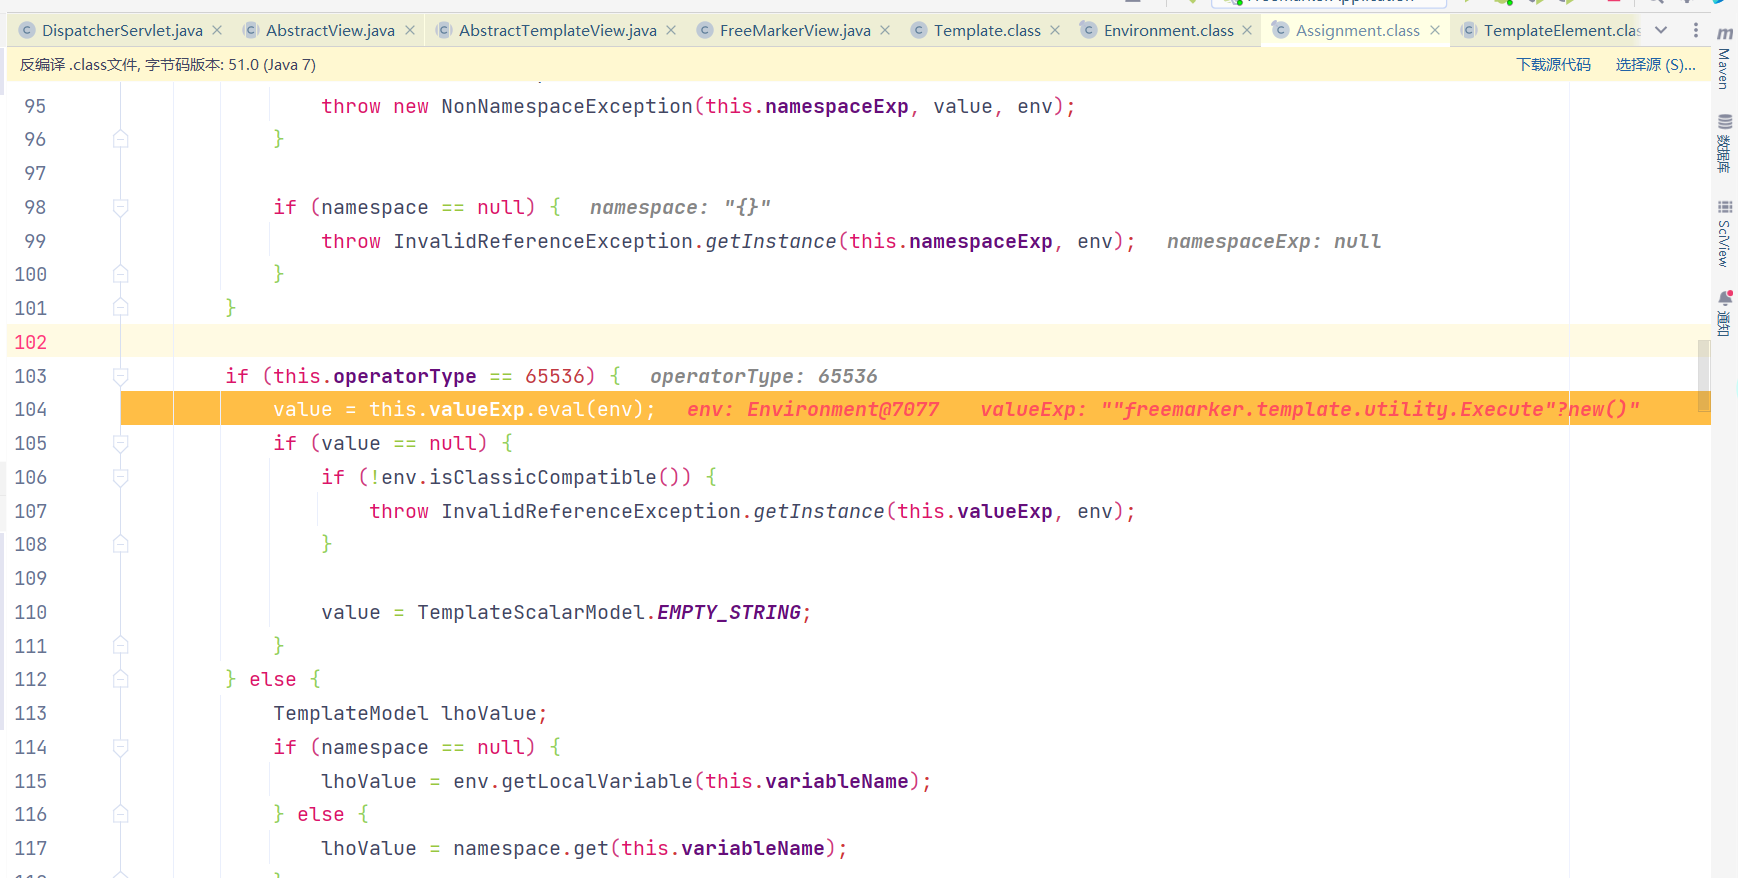 DispatcherServlet.java AbstractView.java AbstractTemplateView.java FreeMarkerView.java Template.class Environment.class Assignment.class TemplateElement.clas
反编译 .class文件, 字节码版本: 51.0 (Java 7) 下载源代码 选择源 (S)...
95 throw new NonNamespaceException(this.namespaceExp, value, env);
96 }
97
98 if (namespace == null) { namespace: "{}"
99 throw InvalidReferenceException.getInstance(this.namespaceExp, env); namespaceExp: null
100 }
101 }
102
103 if (this.operatorType == 65536) { operatorType: 65536
104 value = this.valueExp.eval(env); env: Environment@7077 valueExp: ""freemarker.template.utility.Execute"?new()"
105 if (value == null) {
106 if (!env.isClassicCompatible()) {
107 throw InvalidReferenceException.getInstance(this.valueExp, env);
108 }
109
110 value = TemplateScalarModel.EMPTY_STRING;
111 }
112 } else {
113 TemplateModel lhoValue;
114 if (namespace == null) {
115 lhoValue = env.getLocalVariable(this.variableName);
116 } else {
117 lhoValue = namespace.get(this.variableName);
Maven
数据库
SciView
通知